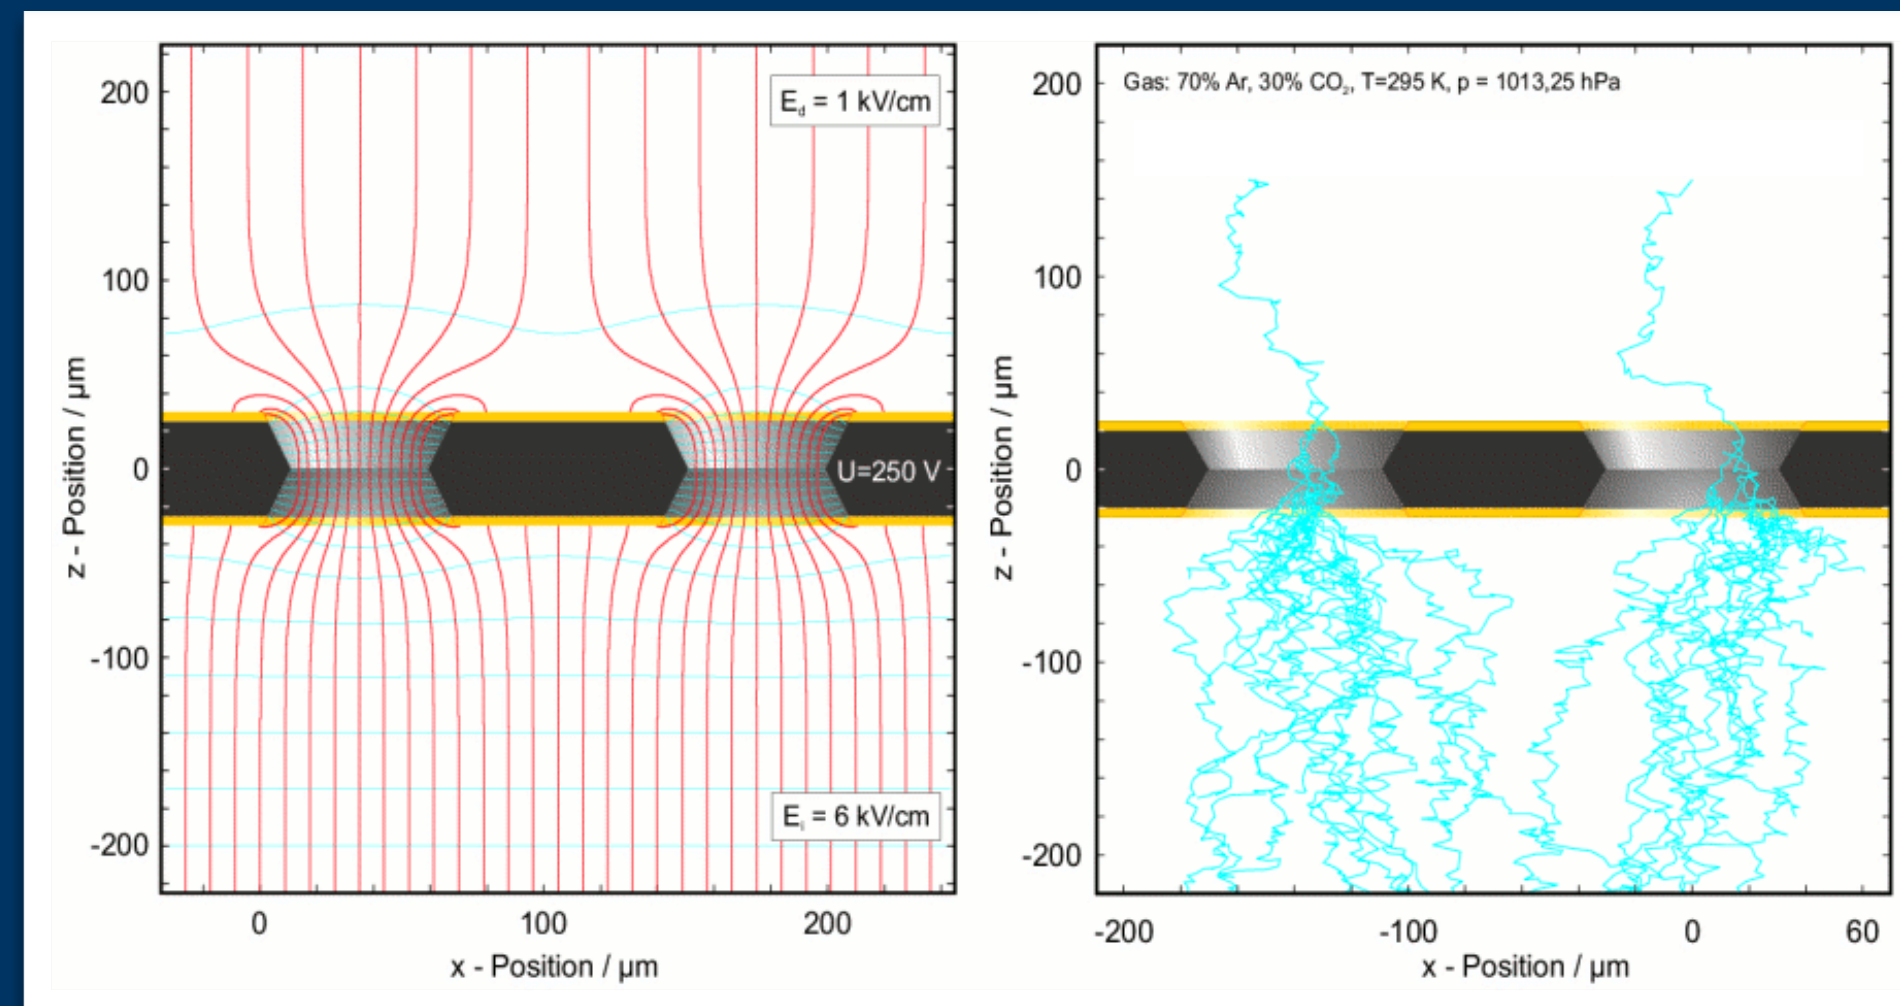 200
100
0
-100
-200
z - Position / µm
E_d = 1 kV/cm
U=250 V
E_i = 6 kV/cm
0
100
200
x - Position / µm
200
100
0
-100
-200
z - Position / µm
Gas: 70% Ar, 30% CO₂, T=295 K, p = 1013,25 hPa
-200
-100
0
60
x - Position / µm